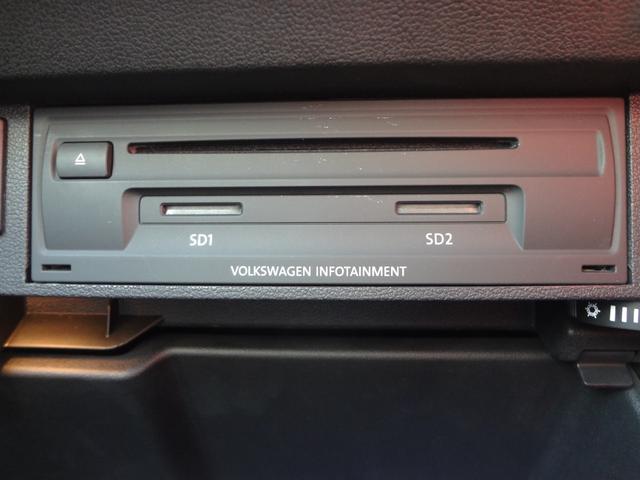 SD1 SD2
VOLKSWAGEN INFOTAINMENT